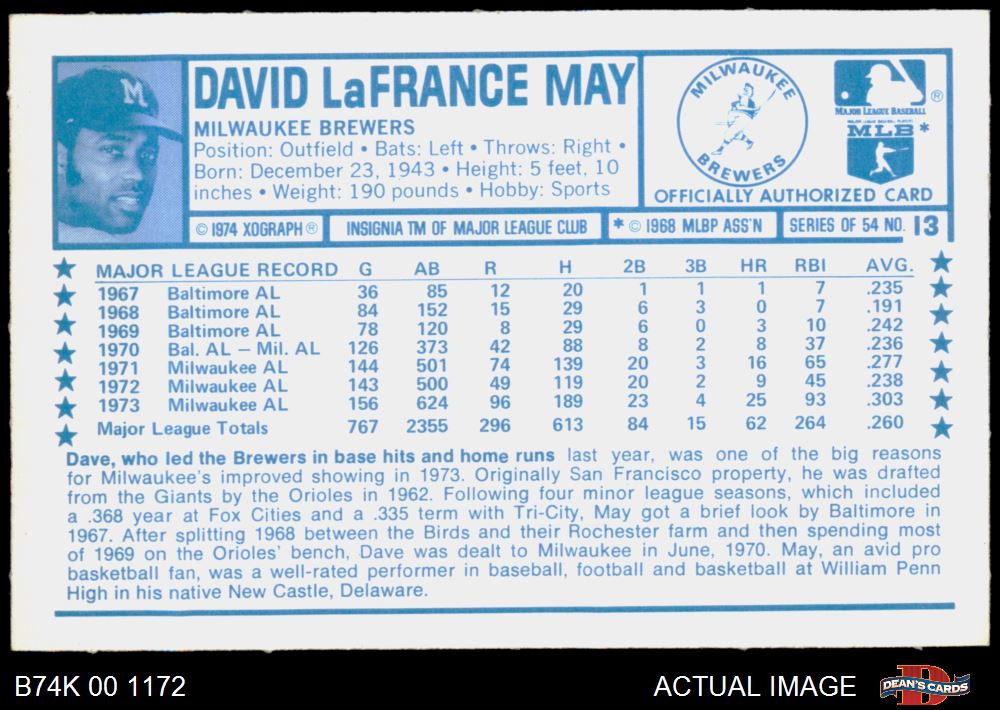 M
DAVID LaFRANCE MAY
MILWAUKEE BREWERS
Position: Outfield • Bats: Left • Throws: Right •
Born: December 23, 1943 • Height: 5 feet, 10
inches • Weight: 190 pounds • Hobby: Sports
MILWAUKEE
BREWERS
MAJOR LEAGUE BASEBALL ®
MLB *
OFFICIALLY AUTHORIZED CARD
© 1974 XOGRAPH ® INSIGNIA TM OF MAJOR LEAGUE CLUB * © 1968 MLBP ASS'N SERIES OF 54 NO. 13
MAJOR LEAGUE RECORD G AB R H 2B 3B HR RBI AVG.
1967 Baltimore AL 36 85 12 20 1 1 1 7 .235
1968 Baltimore AL 84 152 15 29 6 3 0 7 .191
1969 Baltimore AL 78 120 8 29 6 0 3 10 .242
1970 Bal. AL – Mil. AL 126 373 42 88 8 2 8 37 .236
1971 Milwaukee AL 144 501 74 139 20 3 16 65 .277
1972 Milwaukee AL 143 500 49 119 20 2 9 45 .238
1973 Milwaukee AL 156 624 96 189 23 4 25 93 .303
Major League Totals 767 2355 296 613 84 15 62 264 .260
Dave, who led the Brewers in base hits and home runs last year, was one of the big reasons
for Milwaukee's improved showing in 1973. Originally San Francisco property, he was drafted
from the Giants by the Orioles in 1962. Following four minor league seasons, which included
a .368 year at Fox Cities and a .335 term with Tri-City, May got a brief look by Baltimore in
1967. After splitting 1968 between the Birds and their Rochester farm and then spending most
of 1969 on the Orioles' bench, Dave was dealt to Milwaukee in June, 1970. May, an avid pro
basketball fan, was a well-rated performer in baseball, football and basketball at William Penn
High in his native New Castle, Delaware.
B74K 00 1172
ACTUAL IMAGE
D
DEAN'S CARDS